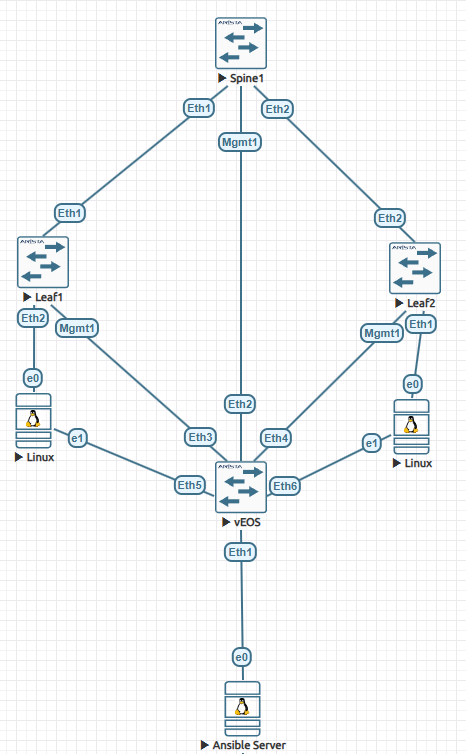 ARISTA
Spine1
Eth1
Eth2
Mgmt1
Eth1
Eth2
ARISTA
ARISTA
Leaf1
Leaf2
Eth2
Mgmt1
Mgmt1
Eth1
e0
e0
Eth2
Eth3
Eth4
e1
e1
Linux
Linux
Eth5
Eth6
ARISTA
vEOS
Eth1
e0
Ansible Server